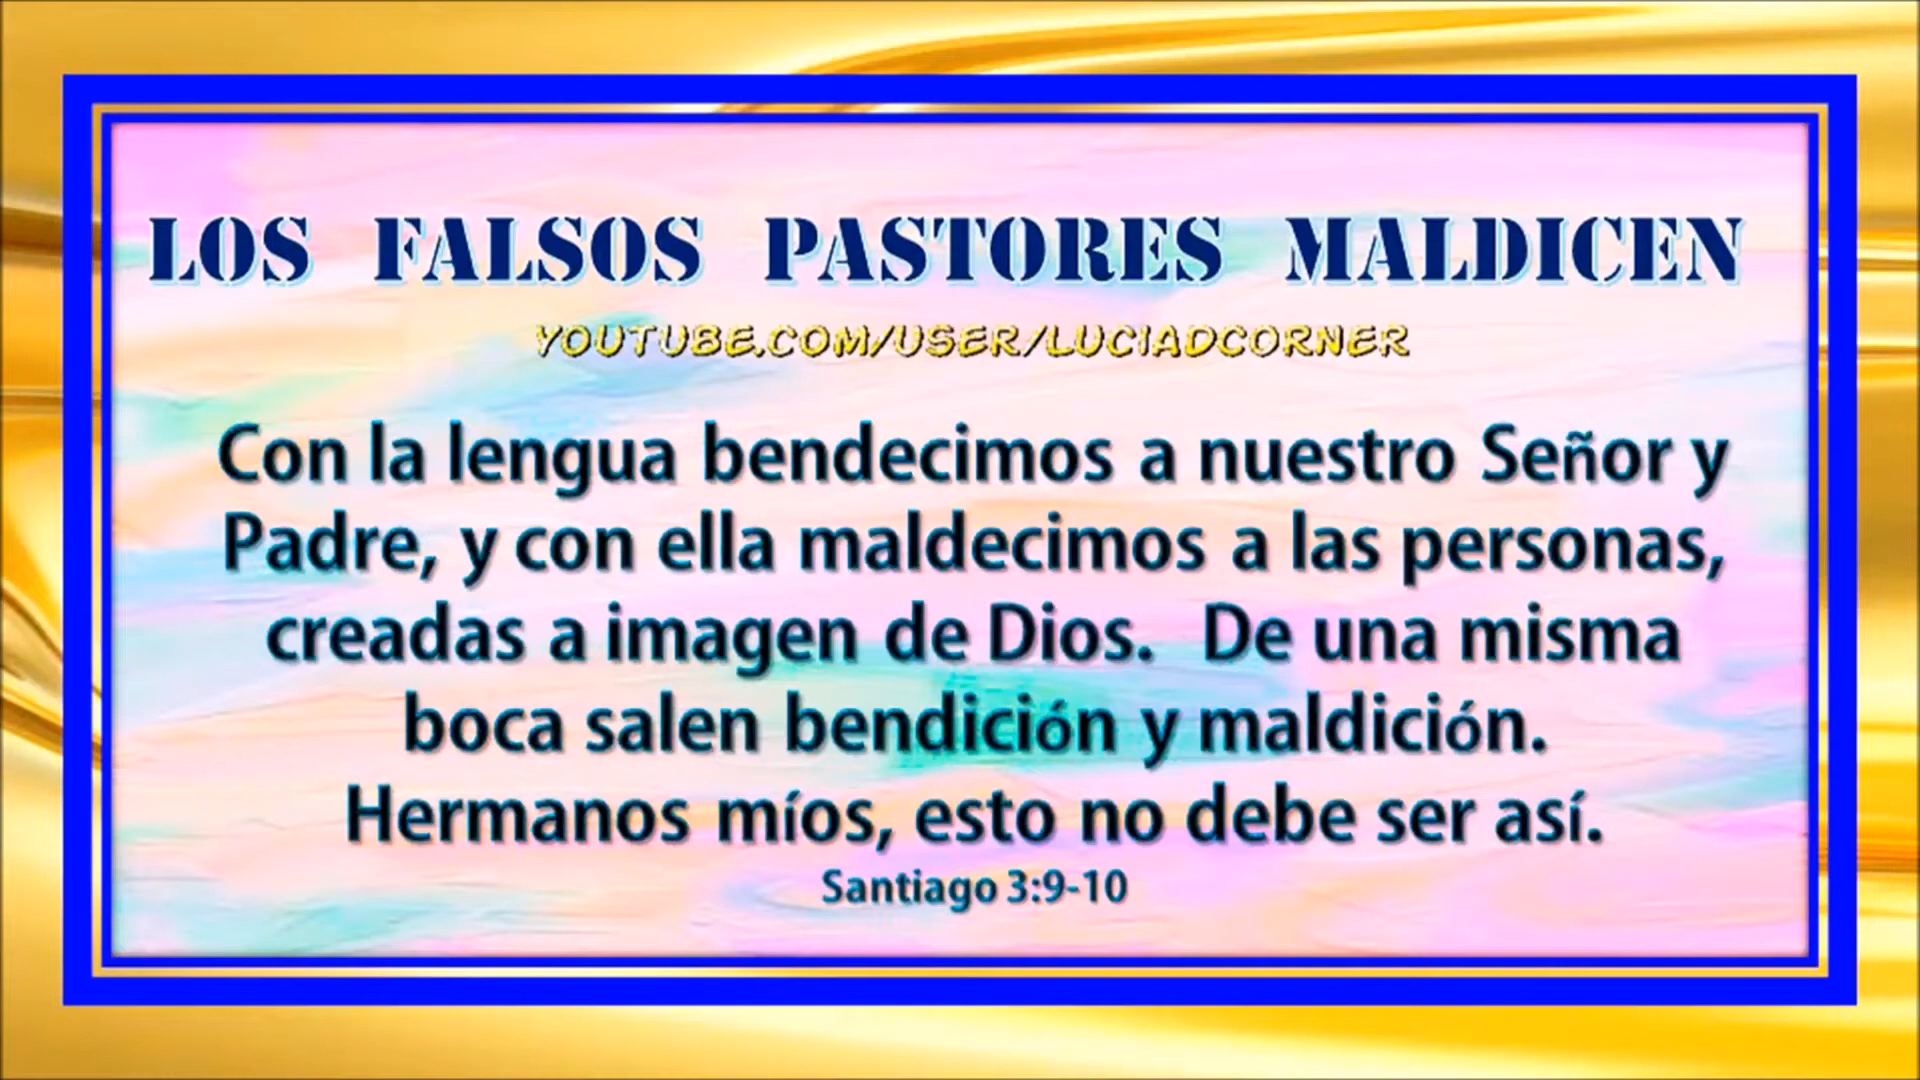 LOS FALSOS PASTORES MALDICEN
YOUTUBE.COM/USER/LUCIADCORNER
Con la lengua bendecimos a nuestro Señor y
Padre, y con ella maldecimos a las personas,
creadas a imagen de Dios. De una misma
boca salen bendición y maldición.
Hermanos míos, esto no debe ser así.
Santiago 3:9-10